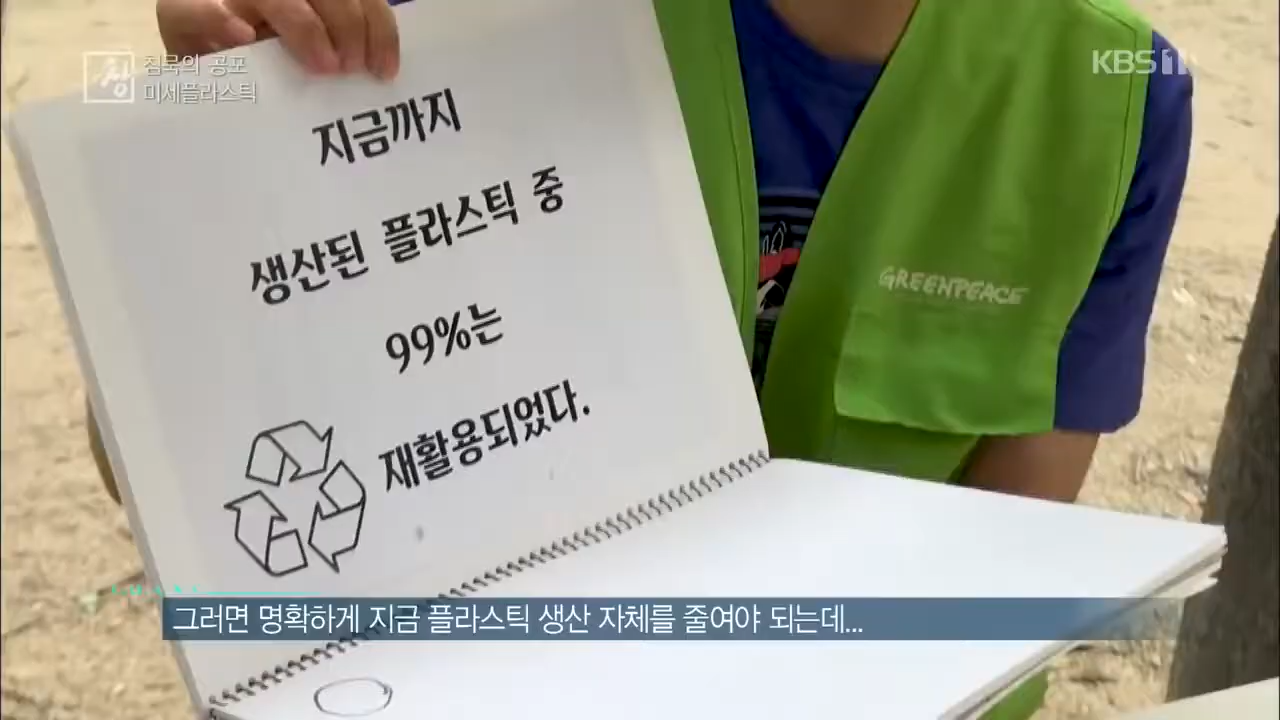 창
침묵의 공포
미세플라스틱
KBS1
지금까지
생산된 플라스틱 중
99%는
재활용되었다.
GREENPEACE
그러면 명확하게 지금 플라스틱 생산 자체를 줄여야 되는데...